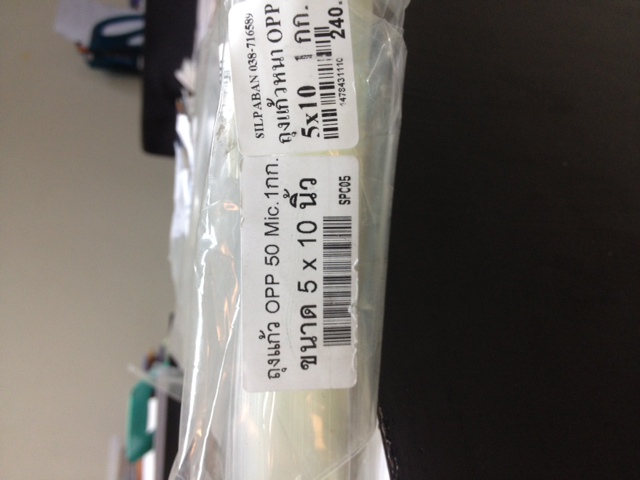 ถุงแก้ว OPP 50 Mic.1กก.
ขนาด 5 x 10 นิ้ว
SPC05
SILPABAN 038-716589
ถุงแก้วหนา OPP
5x10 1 กก.
1478431110
240.